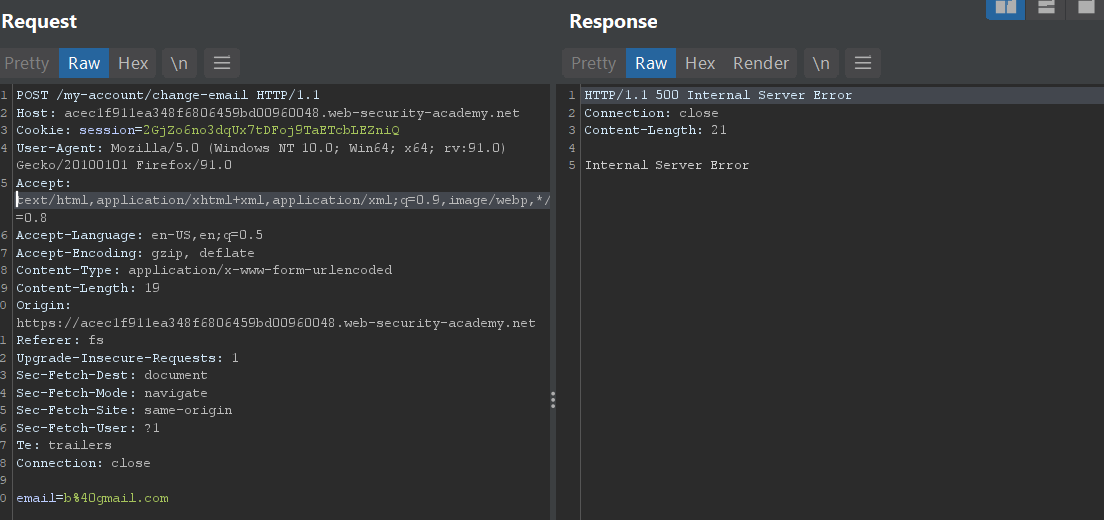 Request
Pretty Raw Hex \n
1 POST /my-account/change-email HTTP/1.1
2 Host: acec1f911ea348f6806459bd00960048.web-security-academy.net
3 Cookie: session=2GjZo6no3dqUx7tDFoj9TaETcbLEZniQ
4 User-Agent: Mozilla/5.0 (Windows NT 10.0; Win64; x64; rv:91.0)
Gecko/20100101 Firefox/91.0
5 Accept:
text/html,application/xhtml+xml,application/xml;q=0.9,image/webp,*/
=0.8
6 Accept-Language: en-US,en;q=0.5
7 Accept-Encoding: gzip, deflate
8 Content-Type: application/x-www-form-urlencoded
9 Content-Length: 19
0 Origin:
https://acec1f911ea348f6806459bd00960048.web-security-academy.net
1 Referer: fs
2 Upgrade-Insecure-Requests: 1
3 Sec-Fetch-Dest: document
4 Sec-Fetch-Mode: navigate
5 Sec-Fetch-Site: same-origin
6 Sec-Fetch-User: ?1
7 Te: trailers
8 Connection: close
9
0 email=b%40gmail.com
Response
Pretty Raw Hex Render \n
1 HTTP/1.1 500 Internal Server Error
2 Connection: close
3 Content-Length: 21
4
5 Internal Server Error